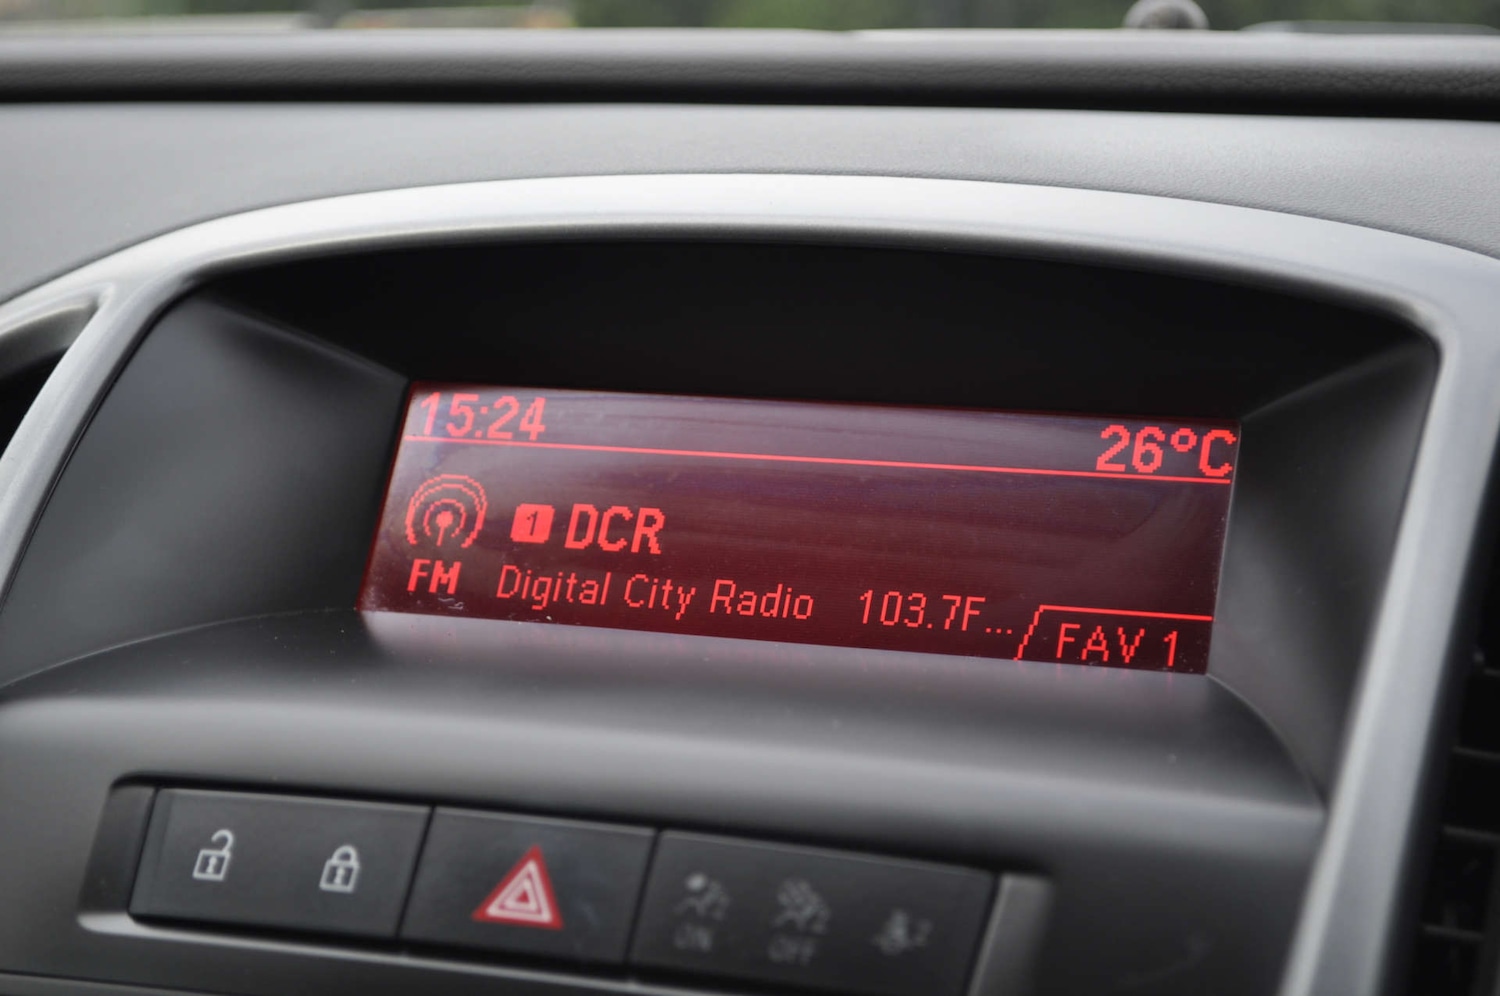 15:24
26°C
1 DCR
FM Digital City Radio 103.7F...
FAV 1
ON OFF